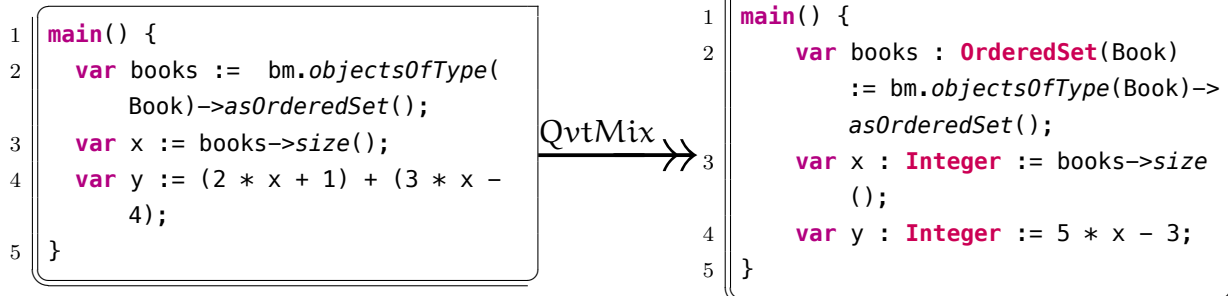 1 main() {
2 var books := bm.objectsOfType(
Book)->asOrderedSet();
3 var x := books->size();
4 var y := (2 * x + 1) + (3 * x -
4);
5 }
QvtMix
1 main() {
2 var books : OrderedSet(Book)
:= bm.objectsOfType(Book)->
asOrderedSet();
3 var x : Integer := books->size
();
4 var y : Integer := 5 * x - 3;
5 }